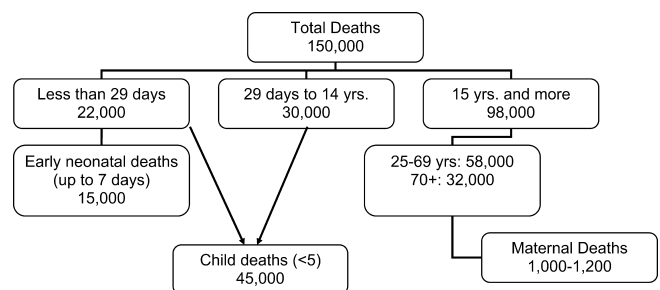 Total Deaths
150,000
Less than 29 days
22,000
29 days to 14 yrs.
30,000
15 yrs. and more
98,000
Early neonatal deaths
(up to 7 days)
15,000
25-69 yrs: 58,000
70+: 32,000
Child deaths (<5)
45,000
Maternal Deaths
1,000-1,200